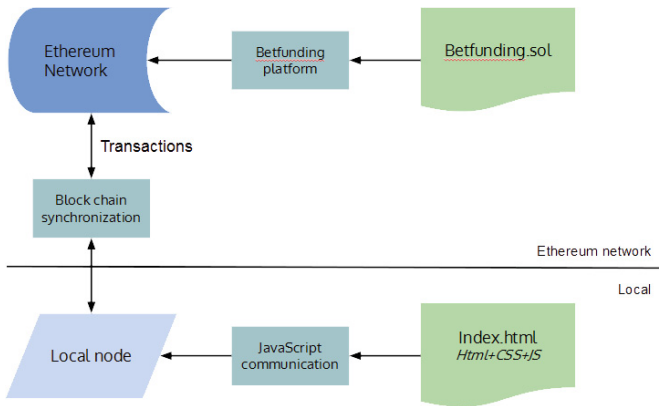 Ethereum
Network
Betfunding
platform
Betfunding.sol
Transactions
Block chain
synchronization
Ethereum network
Local
Local node
JavaScript
communication
Index.html
Html+CSS+JS